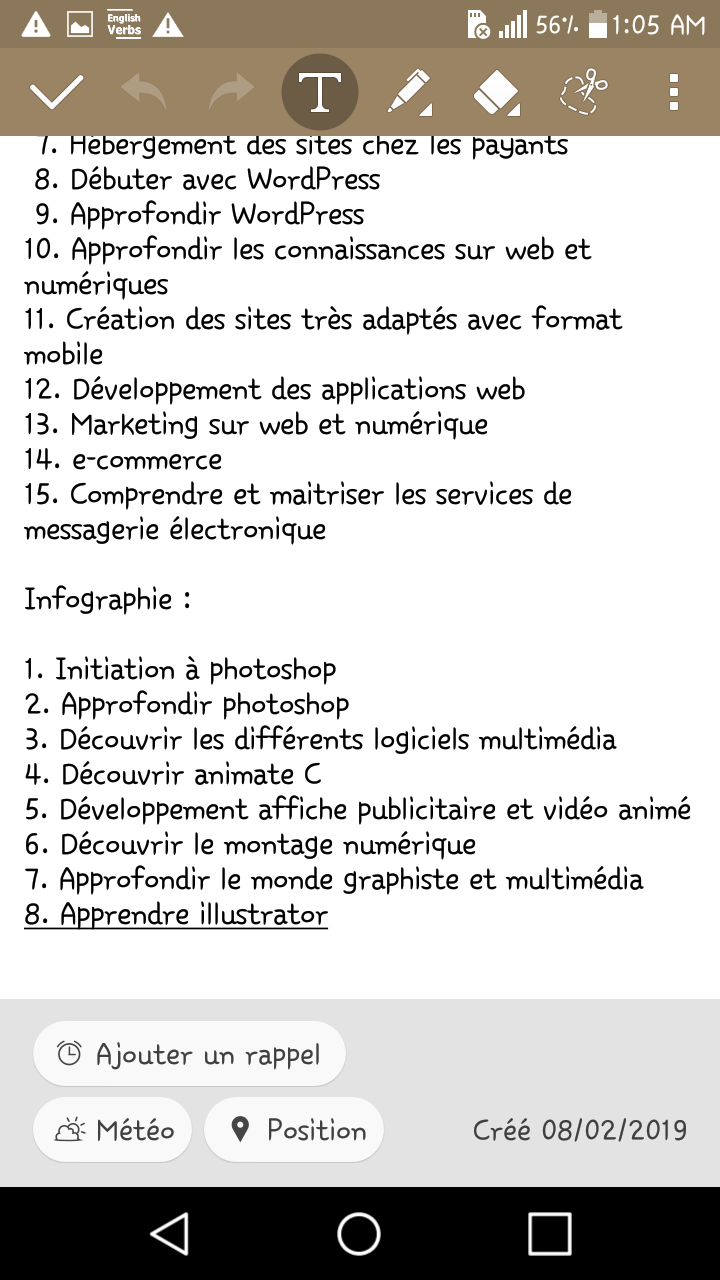 English
Verbs
56% 1:05 AM
T
7. Hébergement des sites chez les payants
8. Débuter avec WordPress
9. Approfondir WordPress
10. Approfondir les connaissances sur web et
numériques
11. Création des sites très adaptés avec format
mobile
12. Développement des applications web
13. Marketing sur web et numérique
14. e-commerce
15. Comprendre et maitriser les services de
messagerie électronique
Infographie :
1. Initiation à photoshop
2. Approfondir photoshop
3. Découvrir les différents logiciels multimédia
4. Découvrir animate C
5. Développement affiche publicitaire et vidéo animé
6. Découvrir le montage numérique
7. Approfondir le monde graphiste et multimédia
8. Apprendre illustrator
Ajouter un rappel
Météo Position Créé 08/02/2019